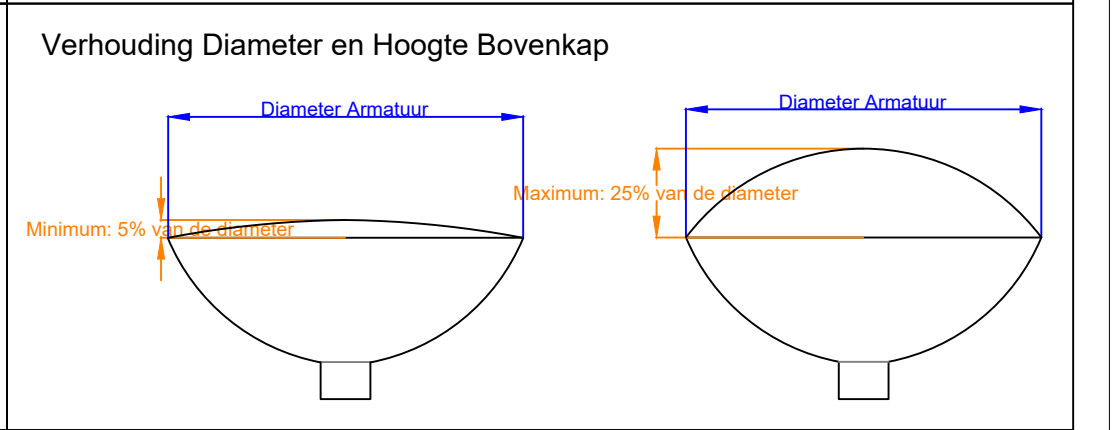 Verhouding Diameter en Hoogte Bovenkap
Diameter Armatuur
Diameter Armatuur
Maximum: 25% van de diameter
Minimum: 5% van de diameter